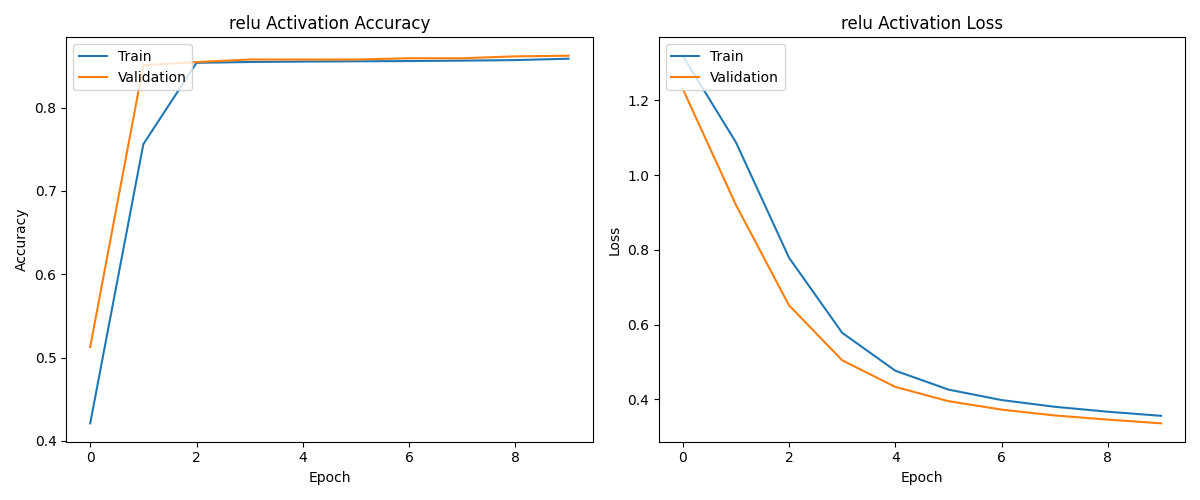 relu Activation Accuracy
Train
Validation
0.8
0.7
0.6
0.5
0.4
Accuracy
0 2 4 6 8
Epoch
relu Activation Loss
Train
Validation
1.2
1.0
0.8
0.6
0.4
Loss
0 2 4 6 8
Epoch